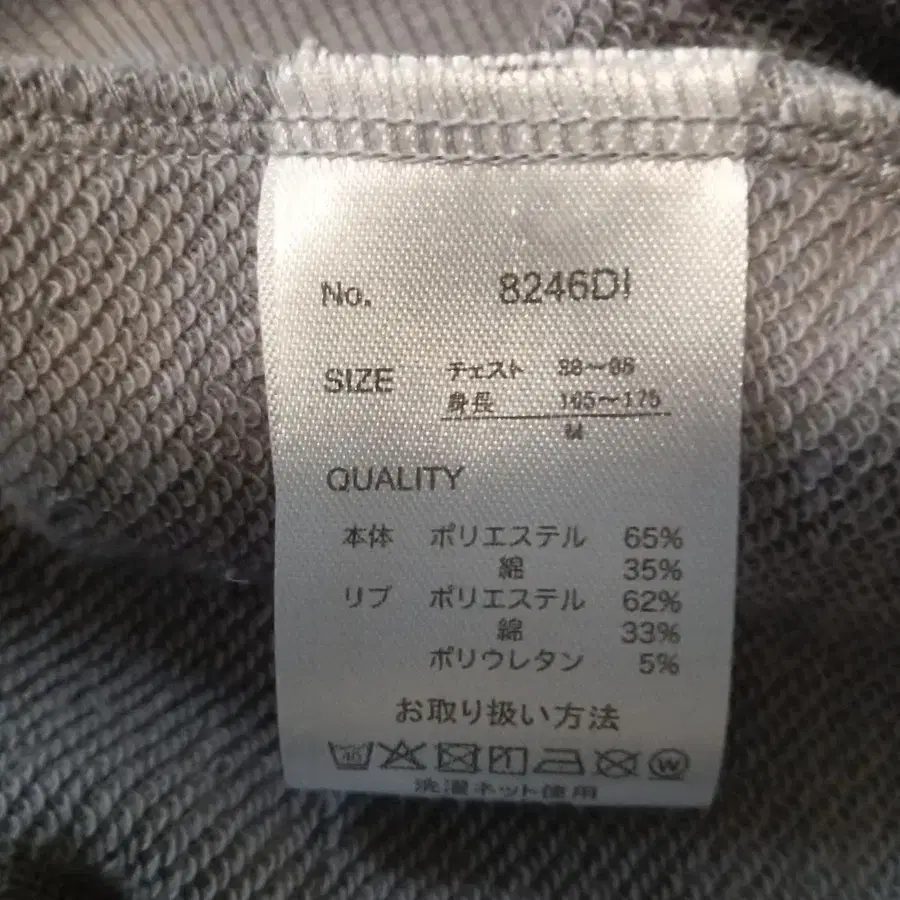 No. 8246DI
SIZE チェスト 88～96
身長 165～175
M
QUALITY
本体 ポリエステル 65%
綿 35%
リブ ポリエステル 62%
綿 33%
ポリウレタン 5%
お取り扱い方法
40 W
洗濯ネット使用